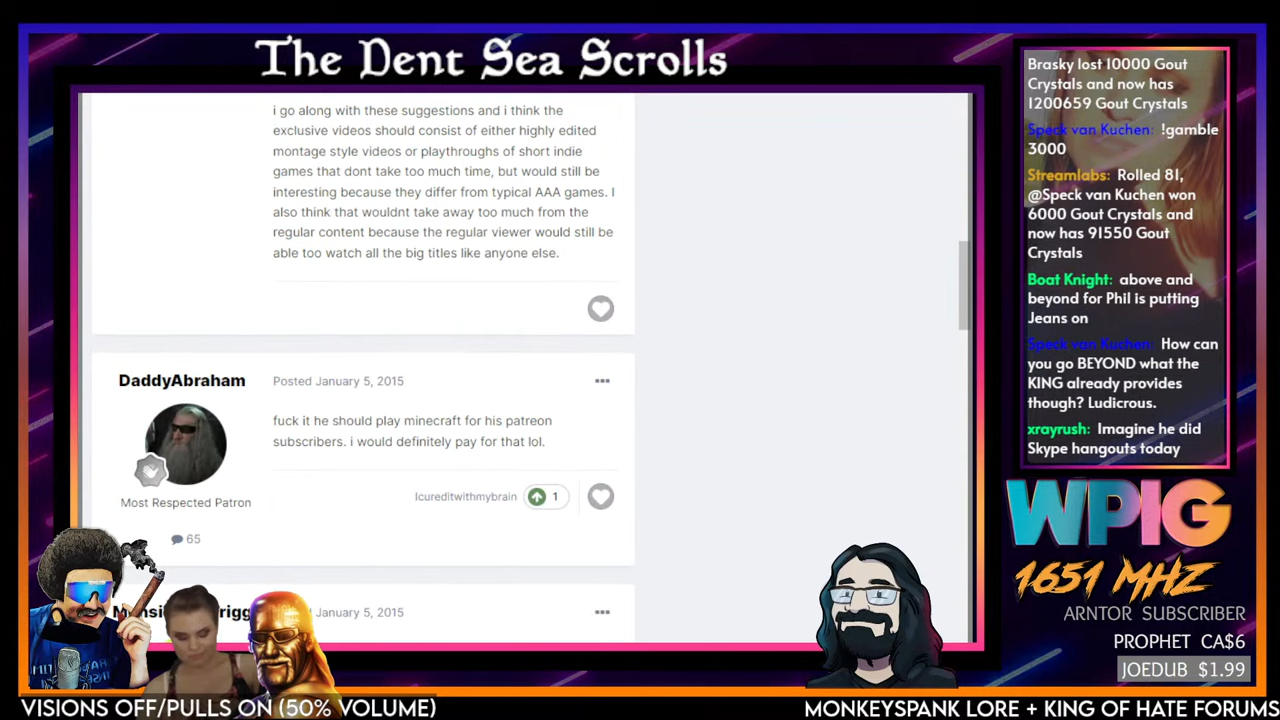 The Dent Sea Scrolls
i go along with these suggestions and i think the
exclusive videos should consist of either highly edited
montage style videos or playthroughs of short indie
games that dont take too much time, but would still be
interesting because they differ from typical AAA games. I
also think that wouldnt take away too much from the
regular content because the regular viewer would still be
able too watch all the big titles like anyone else.
DaddyAbraham
Posted January 5, 2015
fuck it he should play minecraft for his patreon
subscribers. i would definitely pay for that lol.
Most Respected Patron
Icureditwithmybrain
1
65
January 5, 2015
Brasky lost 10000 Gout
Crystals and now has
1200659 Gout Crystals
Speck van Kuchen: !gamble
3000
Streamlabs: Rolled 81,
@Speck van Kuchen won
6000 Gout Crystals and
now has 91550 Gout
Crystals
Boat Knight: above and
beyond for Phil is putting
Jeans on
Speck van Kuchen: How can
you go BEYOND what the
KING already provides
though? Ludicrous.
xrayrush: Imagine he did
Skype hangouts today
WPIG
1651 MHZ
ARNTOR SUBSCRIBER
PROPHET CA$6
JOEDUB $1.99
VISIONS OFF/PULLS ON (50% VOLUME)
MONKEYSPANK LORE + KING OF HATE FORUMS